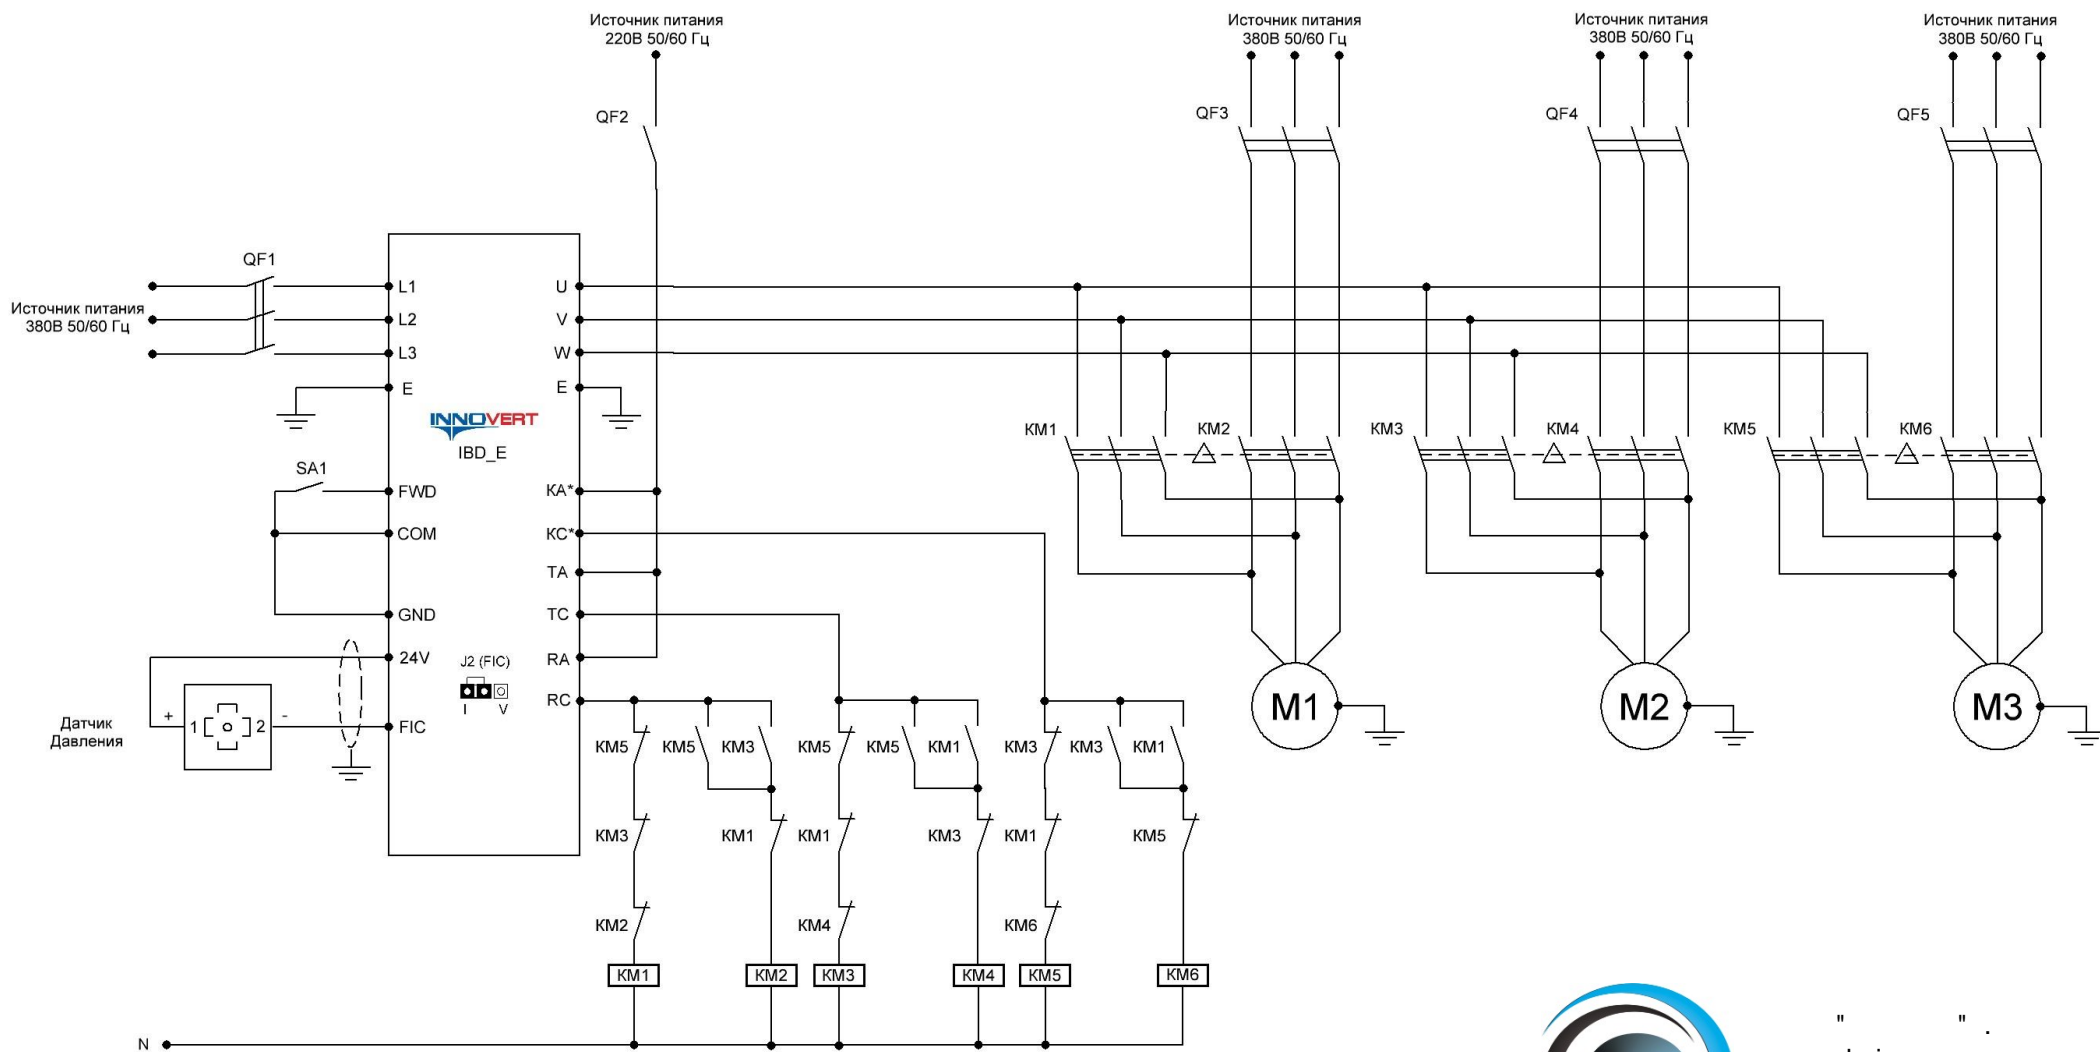 Источник питания
220В 50/60 Гц
Источник питания
380В 50/60 Гц
Источник питания
380В 50/60 Гц
Источник питания
380В 50/60 Гц
QF2
QF3
QF4
QF5
QF1
Источник питания
380В 50/60 Гц
L1
L2
L3
E
U
V
W
E
INNOVERT
IBD_E
KM1
KM2
KM3
KM4
KM5
KM6
SA1
FWD
COM
GND
24V
FIC
KA*
KC*
TA
TC
RA
RC
J2 (FIC)
I V
Датчик
Давления
+ 1 2 -
M1
M2
M3
KM5 KM5 KM3 KM5 KM5 KM1 KM3 KM3 KM1
KM3 KM1 KM1 KM3 KM1 KM5
KM2 KM4 KM6
KM1 KM2 KM3 KM4 KM5 KM6
N
" " .